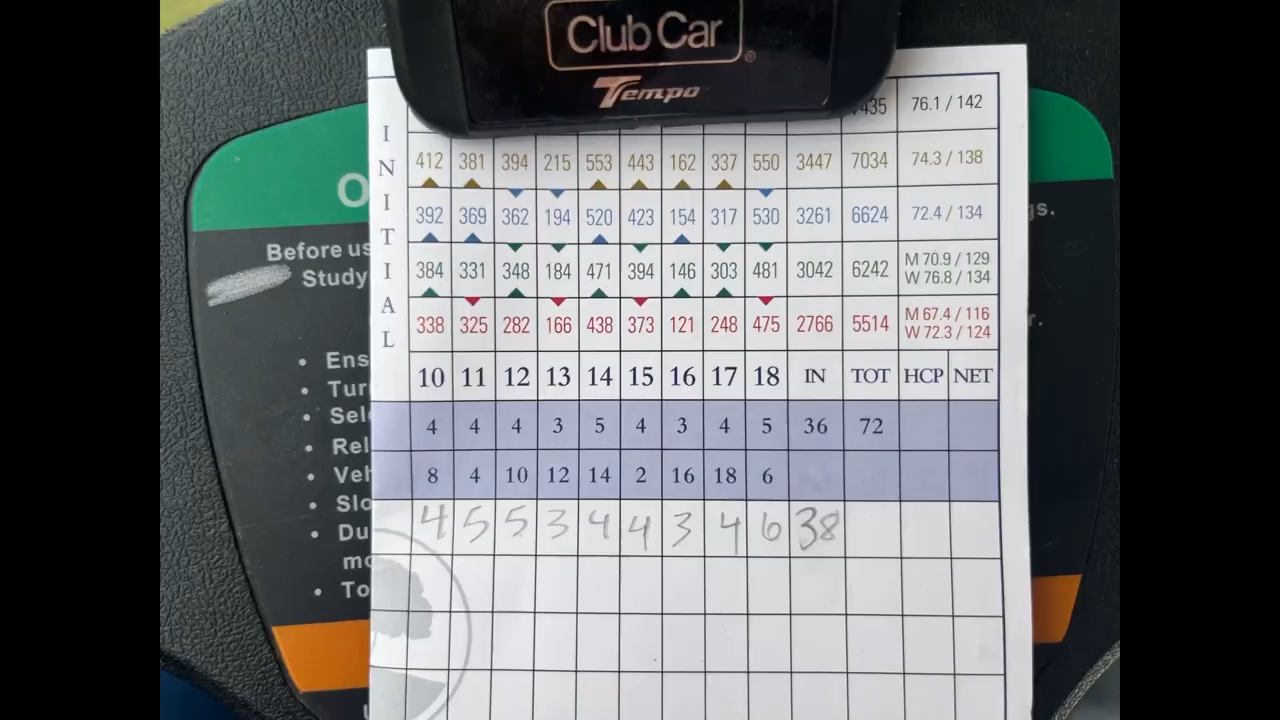 Club Car®
Tempo
INITIAL
435 76.1 / 142
412 381 394 215 553 443 162 337 550 3447 7034 74.3 / 138
392 369 362 194 520 423 154 317 530 3261 6624 72.4 / 134
384 331 348 184 471 394 146 303 481 3042 6242 M 70.9 / 129
W 76.8 / 134
338 325 282 166 438 373 121 248 475 2766 5514 M 67.4 / 116
W 72.3 / 124
10 11 12 13 14 15 16 17 18 IN TOT HCP NET
4 4 4 3 5 4 3 4 5 36 72
8 4 10 12 14 2 16 18 6
4 5 5 3 4 4 3 4 6 38
O
Before us
Study
• Ens
• Tur
• Sel
• Rel
• Veh
• Slo
• Du
mo
• To
gs.
r.